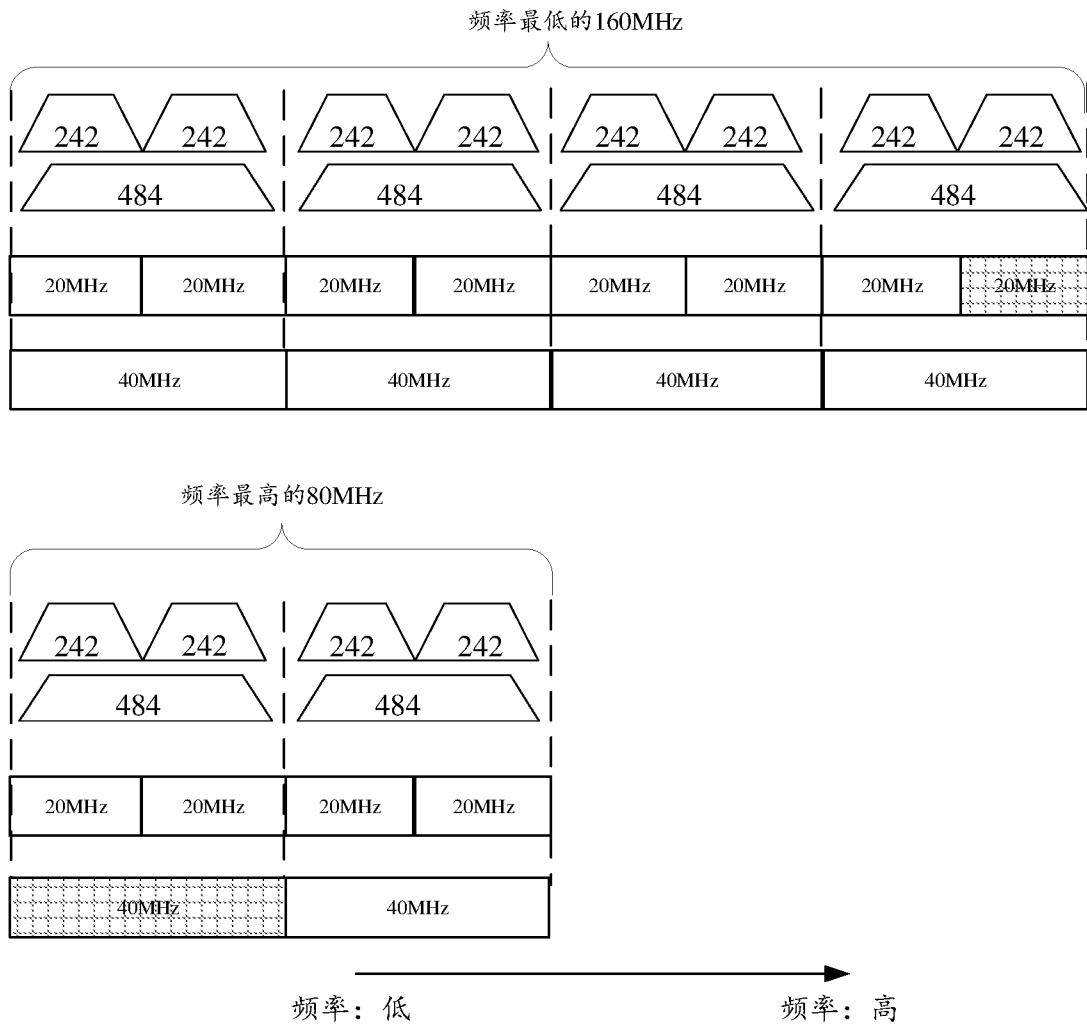 频率最低的160MHz
242 242 242 242 242 242 242 242
484 484 484 484
20MHz 20MHz 20MHz 20MHz 20MHz 20MHz 20MHz 20MHz
40MHz 40MHz 40MHz 40MHz
频率最高的80MHz
242 242 242 242
484 484
20MHz 20MHz 20MHz 20MHz
40MHz 40MHz
频率：低 频率：高